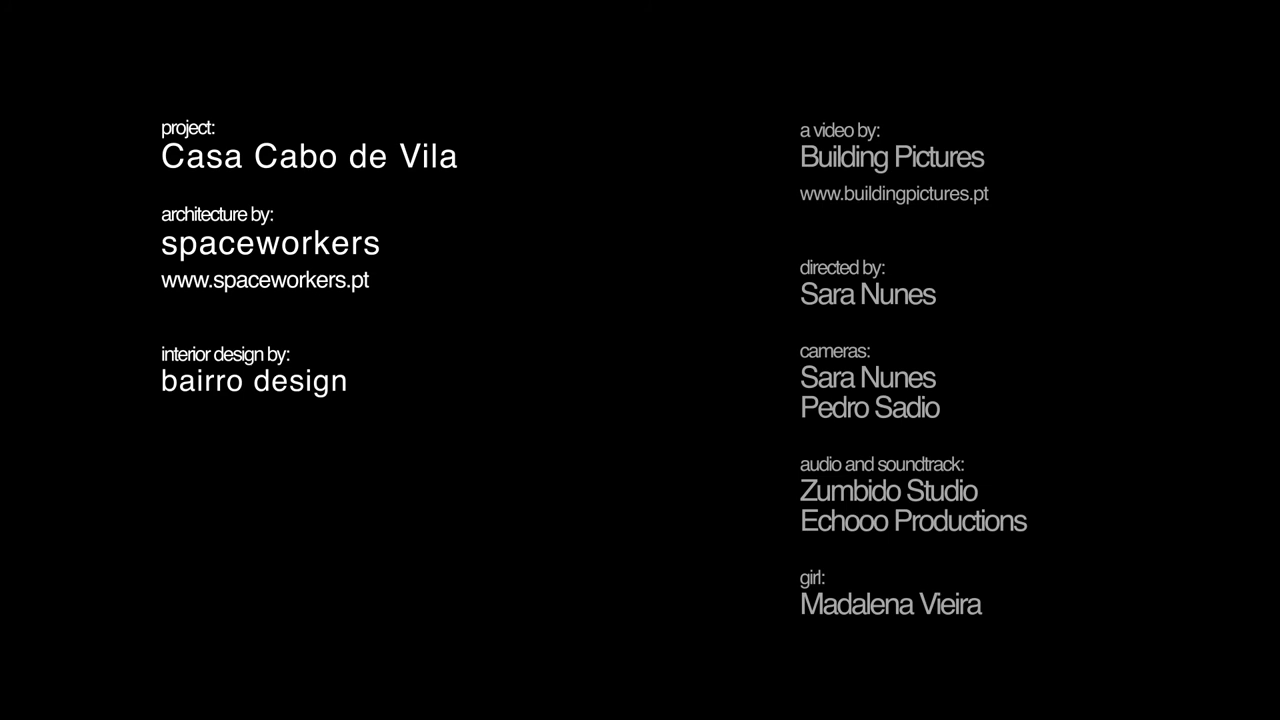 project:
Casa Cabo de Vila
architecture by:
spaceworkers
www.spaceworkers.pt
interior design by:
bairro design
a video by:
Building Pictures
www.buildingpictures.pt
directed by:
Sara Nunes
cameras:
Sara Nunes
Pedro Sadio
audio and soundtrack:
Zumbido Studio
Echooo Productions
girl:
Madalena Vieira